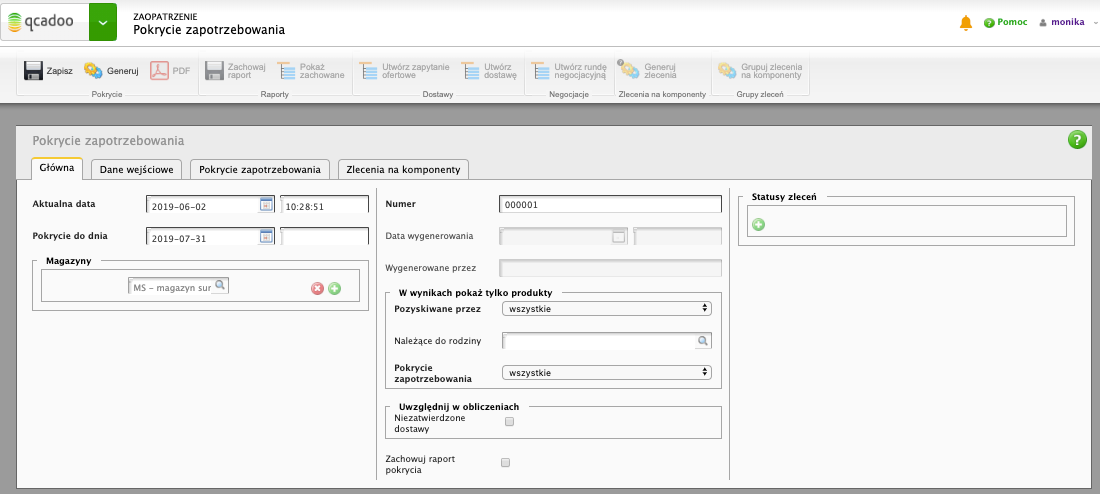 qcadoo
ZAOPATRZENIE
Pokrycie zapotrzebowania
Pomoc
monika
Zapisz
Generuj
PDF
Zachowaj
raport
Pokaż
zachowane
Utwórz zapytanie
ofertowe
Utwórz
dostawę
Utwórz rundę
negocjacyjną
Generuj
zlecenia
Grupuj zlecenia
na komponenty
Pokrycie
Raporty
Dostawy
Negocjacje
Zlecenia na komponenty
Grupy zleceń
Pokrycie zapotrzebowania
Główna
Dane wejściowe
Pokrycie zapotrzebowania
Zlecenia na komponenty
Aktualna data
2019-06-02
10:28:51
Pokrycie do dnia
2019-07-31
Magazyny
MS - magazyn sur
Numer
000001
Data wygenerowania
Wygenerowane przez
W wynikach pokaż tylko produkty
Pozyskiwane przez
wszystkie
Należące do rodziny
Pokrycie
zapotrzebowania
wszystkie
Uwzględnij w obliczeniach
Niezatwierdzone
dostawy
Zachowuj raport
pokrycia
Statusy zleceń